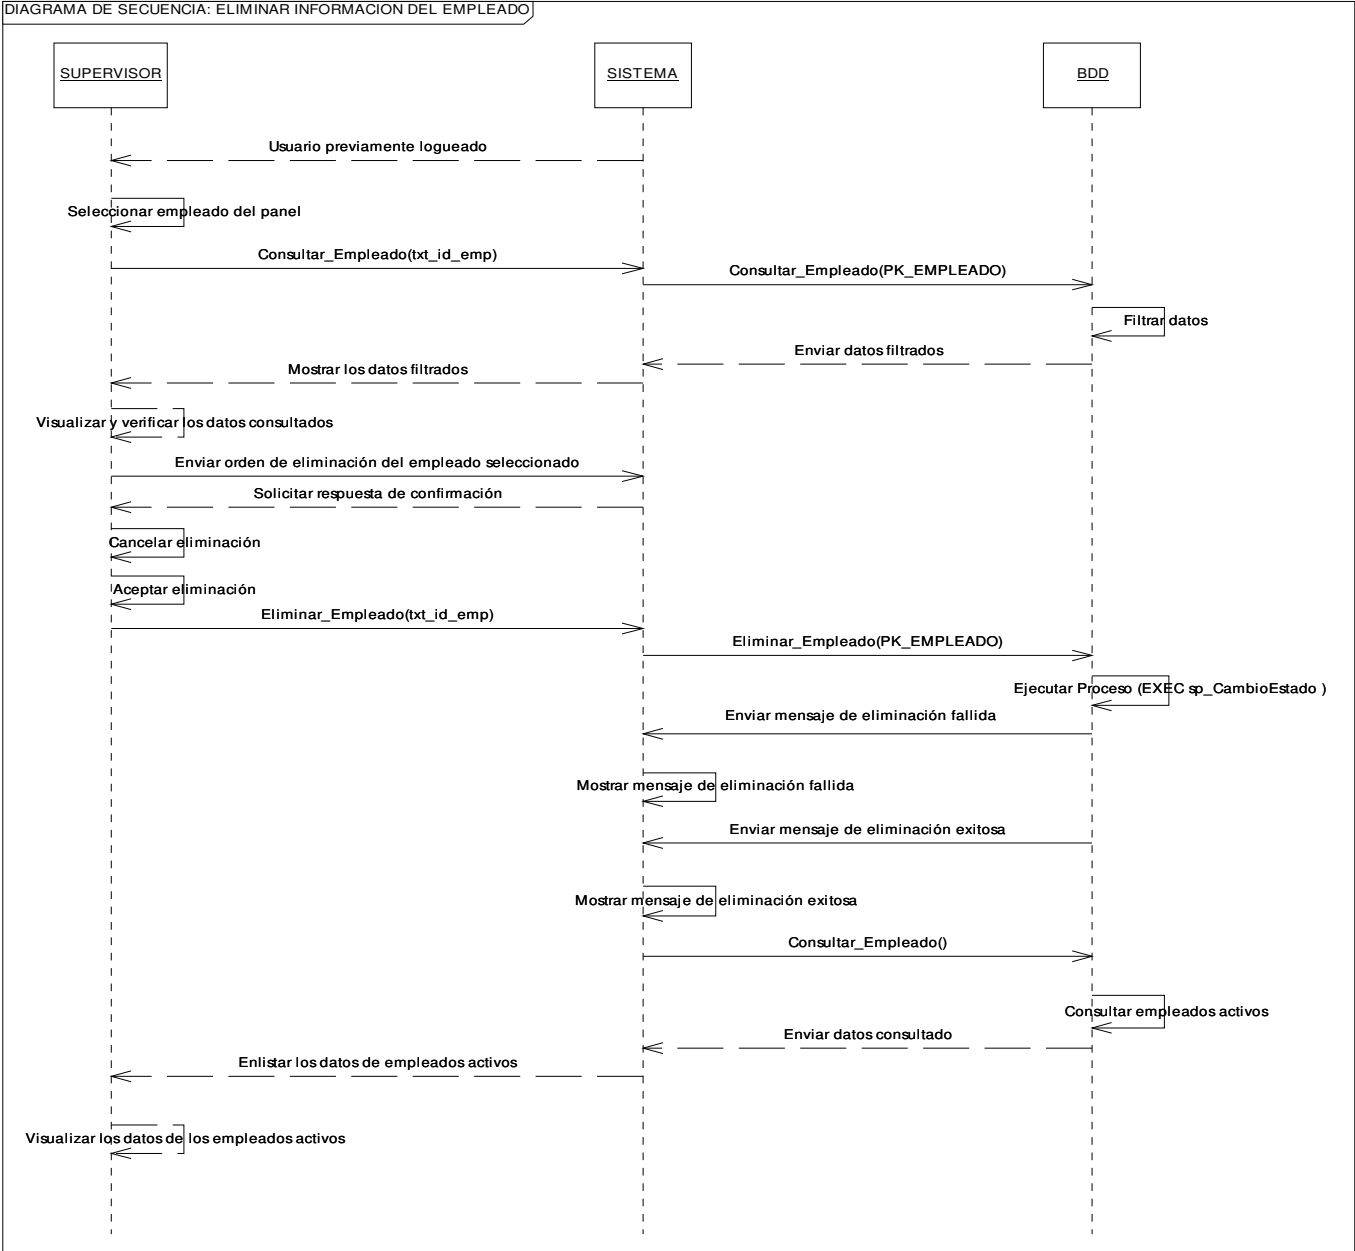 DIAGRAMA DE SECUENCIA: ELIMINAR INFORMACION DEL EMPLEADO
SUPERVISOR
SISTEMA
BDD
Usuario previamente logueado
Seleccionar empleado del panel
Consultar_Empleado(txt_id_emp)
Consultar_Empleado(PK_EMPLEADO)
Filtrar datos
Enviar datos filtrados
Mostrar los datos filtrados
Visualizar y verificar los datos consultados
Enviar orden de eliminación del empleado seleccionado
Solicitar respuesta de confirmación
Cancelar eliminación
Aceptar eliminación
Eliminar_Empleado(txt_id_emp)
Eliminar_Empleado(PK_EMPLEADO)
Ejecutar Proceso (EXEC sp_CambioEstado )
Enviar mensaje de eliminación fallida
Mostrar mensaje de eliminación fallida
Enviar mensaje de eliminación exitosa
Mostrar mensaje de eliminación exitosa
Consultar_Empleado()
Consultar empleados activos
Enviar datos consultado
Enlistar los datos de empleados activos
Visualizar los datos de los empleados activos